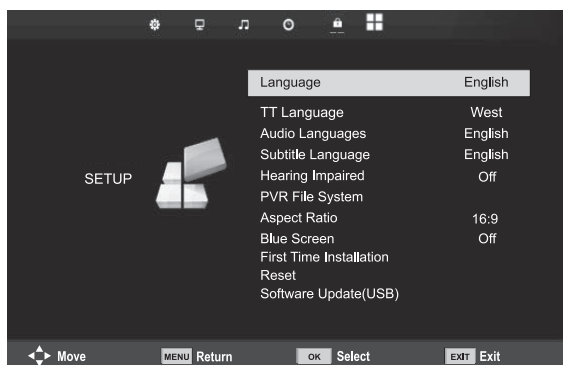 Language English
TT Language West
Audio Languages English
Subtitle Language English
SETUP
Hearing Impaired Off
PVR File System
Aspect Ratio 16:9
Blue Screen Off
First Time Installation
Reset
Software Update(USB)
Move MENU Return OK Select EXIT Exit